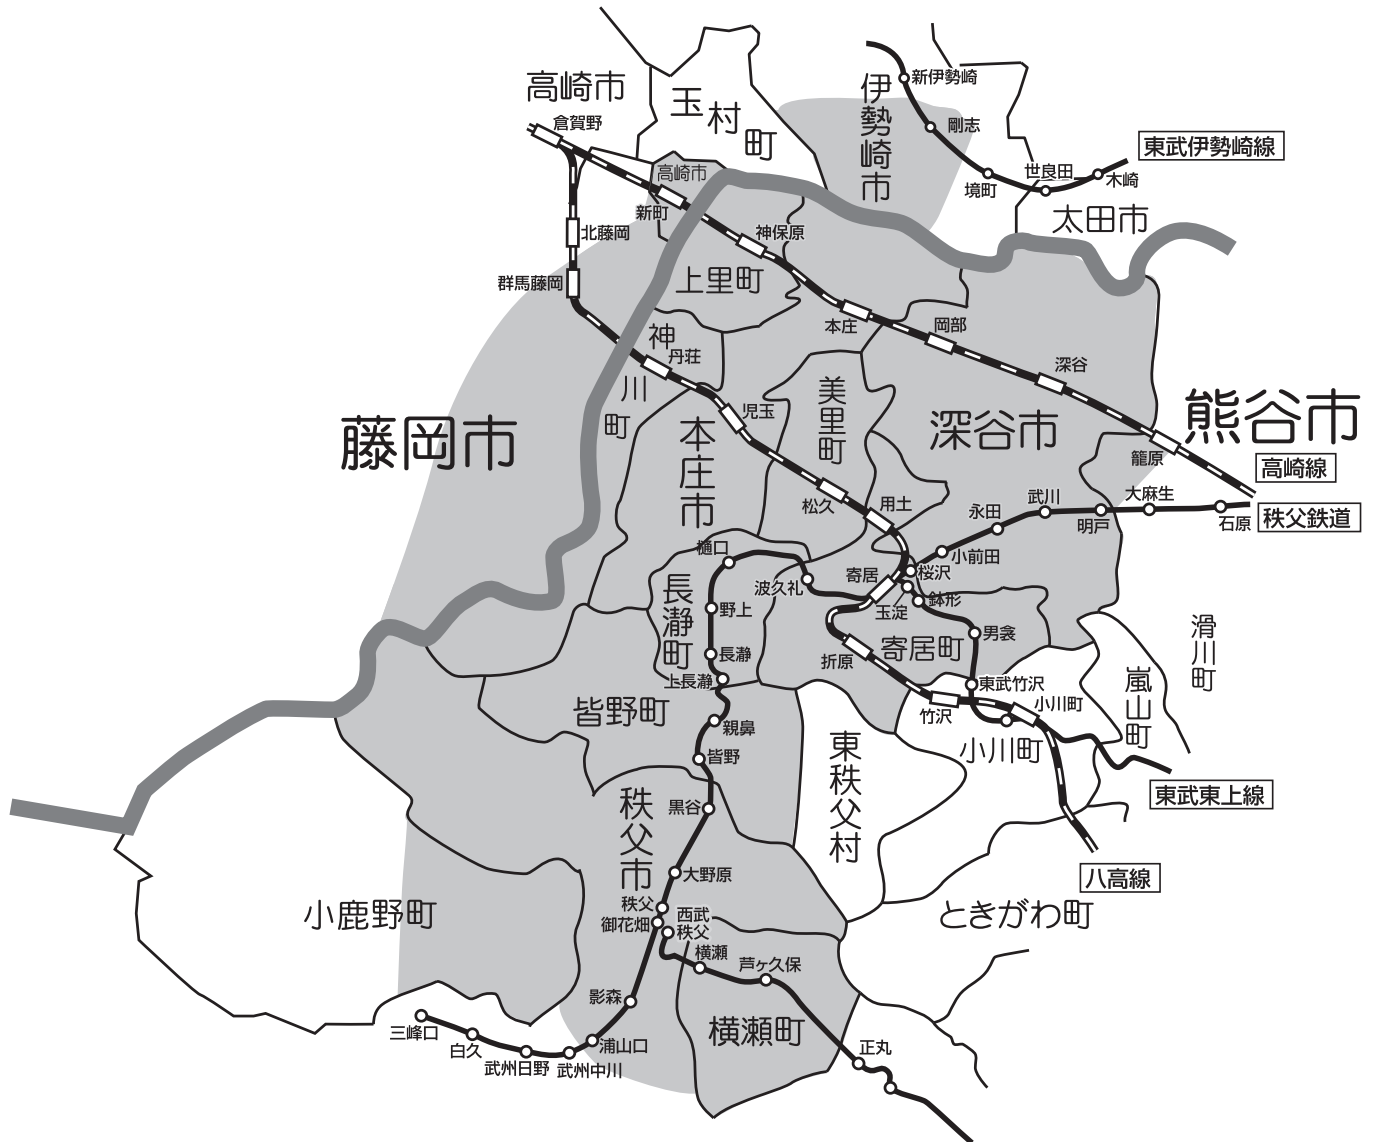 高崎市
玉村町
伊勢崎市
新伊勢崎
剛志
境町
世良田
木崎
東武伊勢崎線
太田市
倉賀野
高崎市
新町
北藤岡
群馬藤岡
神保原
上里町
本庄
岡部
深谷
神川町
丹荘
児玉
美里町
深谷市
熊谷市
籠原
高崎線
藤岡市
本庄市
松久
用土
永田
武川
明戸
大麻生
石原
秩父鉄道
小前田
桜沢
寄居
玉淀
鉢形
男衾
寄居町
折原
樋口
波久礼
長瀞町
野上
長瀞
上長瀞
皆野町
親鼻
皆野
東武竹沢
竹沢
小川町
小川町
嵐山町
滑川町
東秩父村
東武東上線
八高線
秩父市
黒谷
大野原
秩父
御花畑
西武
秩父
横瀬
芦ヶ久保
横瀬町
正丸
ときがわ町
小鹿野町
影森
浦山口
武州中川
武州日野
白久
三峰口